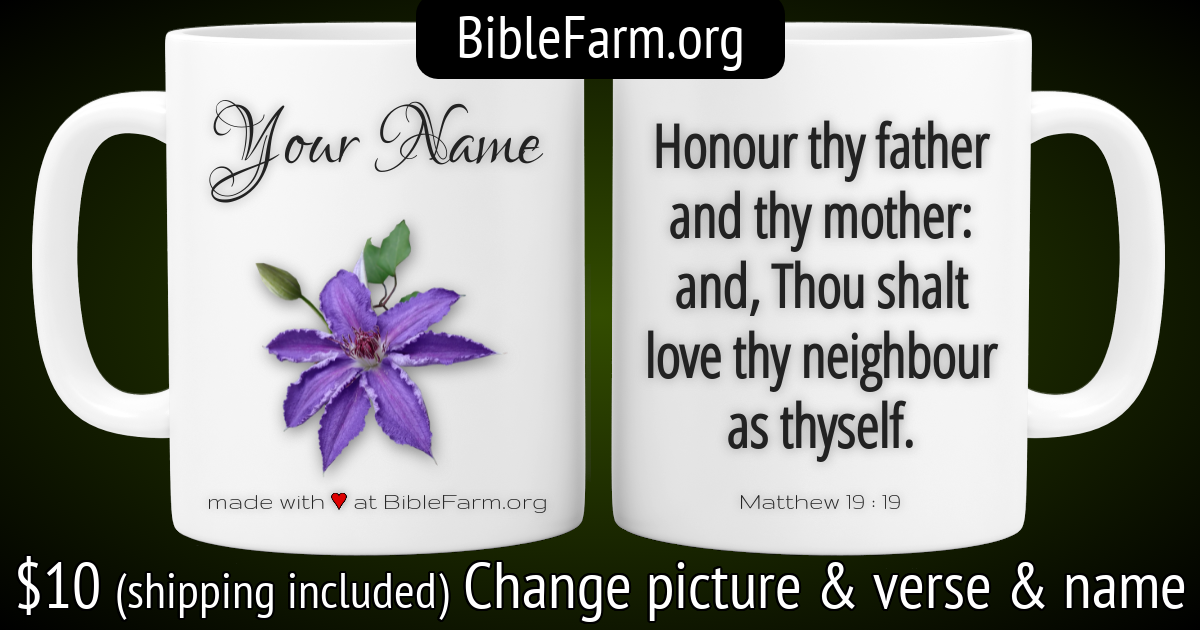 BibleFarm.org
Your Name
made with ♥ at BibleFarm.org
Honour thy father
and thy mother:
and, Thou shalt
love thy neighbour
as thyself.
Matthew 19 : 19
$10 (shipping included) Change picture & verse & name